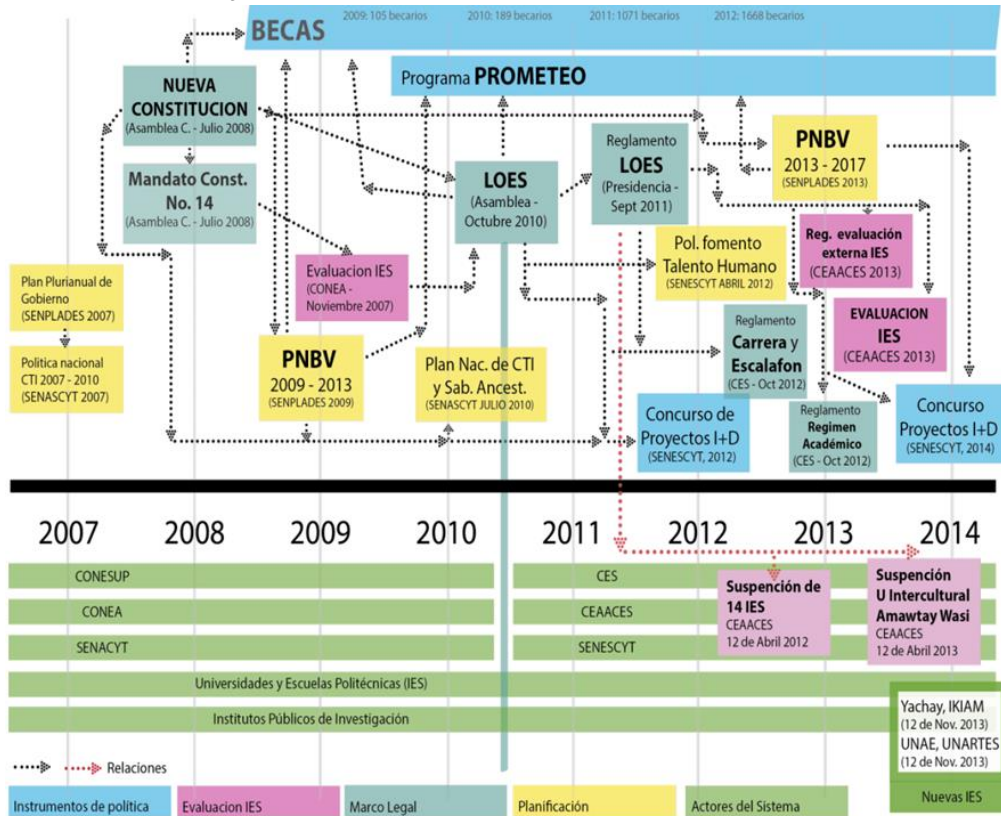 2009: 105 becarios
2010: 189 becarios
2011: 1071 becarios
2012: 1668 becarios
BECAS
Programa PROMETEO
NUEVA
CONSTITUCION
(Asamblea C. - Julio 2008)
Mandato Const.
No. 14
(Asamblea C. - Julio 2008)
LOES
(Asamblea -
Octubre 2010)
Reglamento
LOES
(Presidencia -
Sept 2011)
PNBV
2013 - 2017
(SENPLADES 2013)
Plan Plurianual de
Gobierno
(SENPLADES 2007)
Politica nacional
CTI 2007 - 2010
(SENASCYT 2007)
Evaluacion IES
(CONEA -
Noviembre 2007)
PNBV
2009 - 2013
(SENPLADES 2009)
Plan Nac. de CTI
y Sab. Ancest.
(SENASCYT JULIO 2010)
Pol. fomento
Talento Humano
(SENESCYT ABRIL 2012)
Reg. evaluación
externa IES
(CEAACES 2013)
EVALUACION
IES
(CEAACES 2013)
Reglamento
Carrera y
Escalafon
(CES - Oct 2012)
Concurso de
Proyectos I+D
(SENESCYT, 2012)
Reglamento
Regimen
Académico
(CES - Oct 2012)
Concurso
Proyectos I+D
(SENESCYT, 2014)
2007
2008
2009
2010
2011
2012
2013
2014
CONESUP
CES
CONEA
CEAACES
SENACYT
SENESCYT
Suspención de
14 IES
CEAACES
12 de Abril 2012
Suspención
U Intercultural
Amawtay Wasi
CEAACES
12 de Abril 2013
Universidades y Escuelas Politécnicas (IES)
Institutos Públicos de Investigación
Yachay, IKIAM
(12 de Nov. 2013)
UNAE, UNARTES
(12 de Nov. 2013)
Nuevas IES
Relaciones
Instrumentos de política
Evaluacion IES
Marco Legal
Planificación
Actores del Sistema